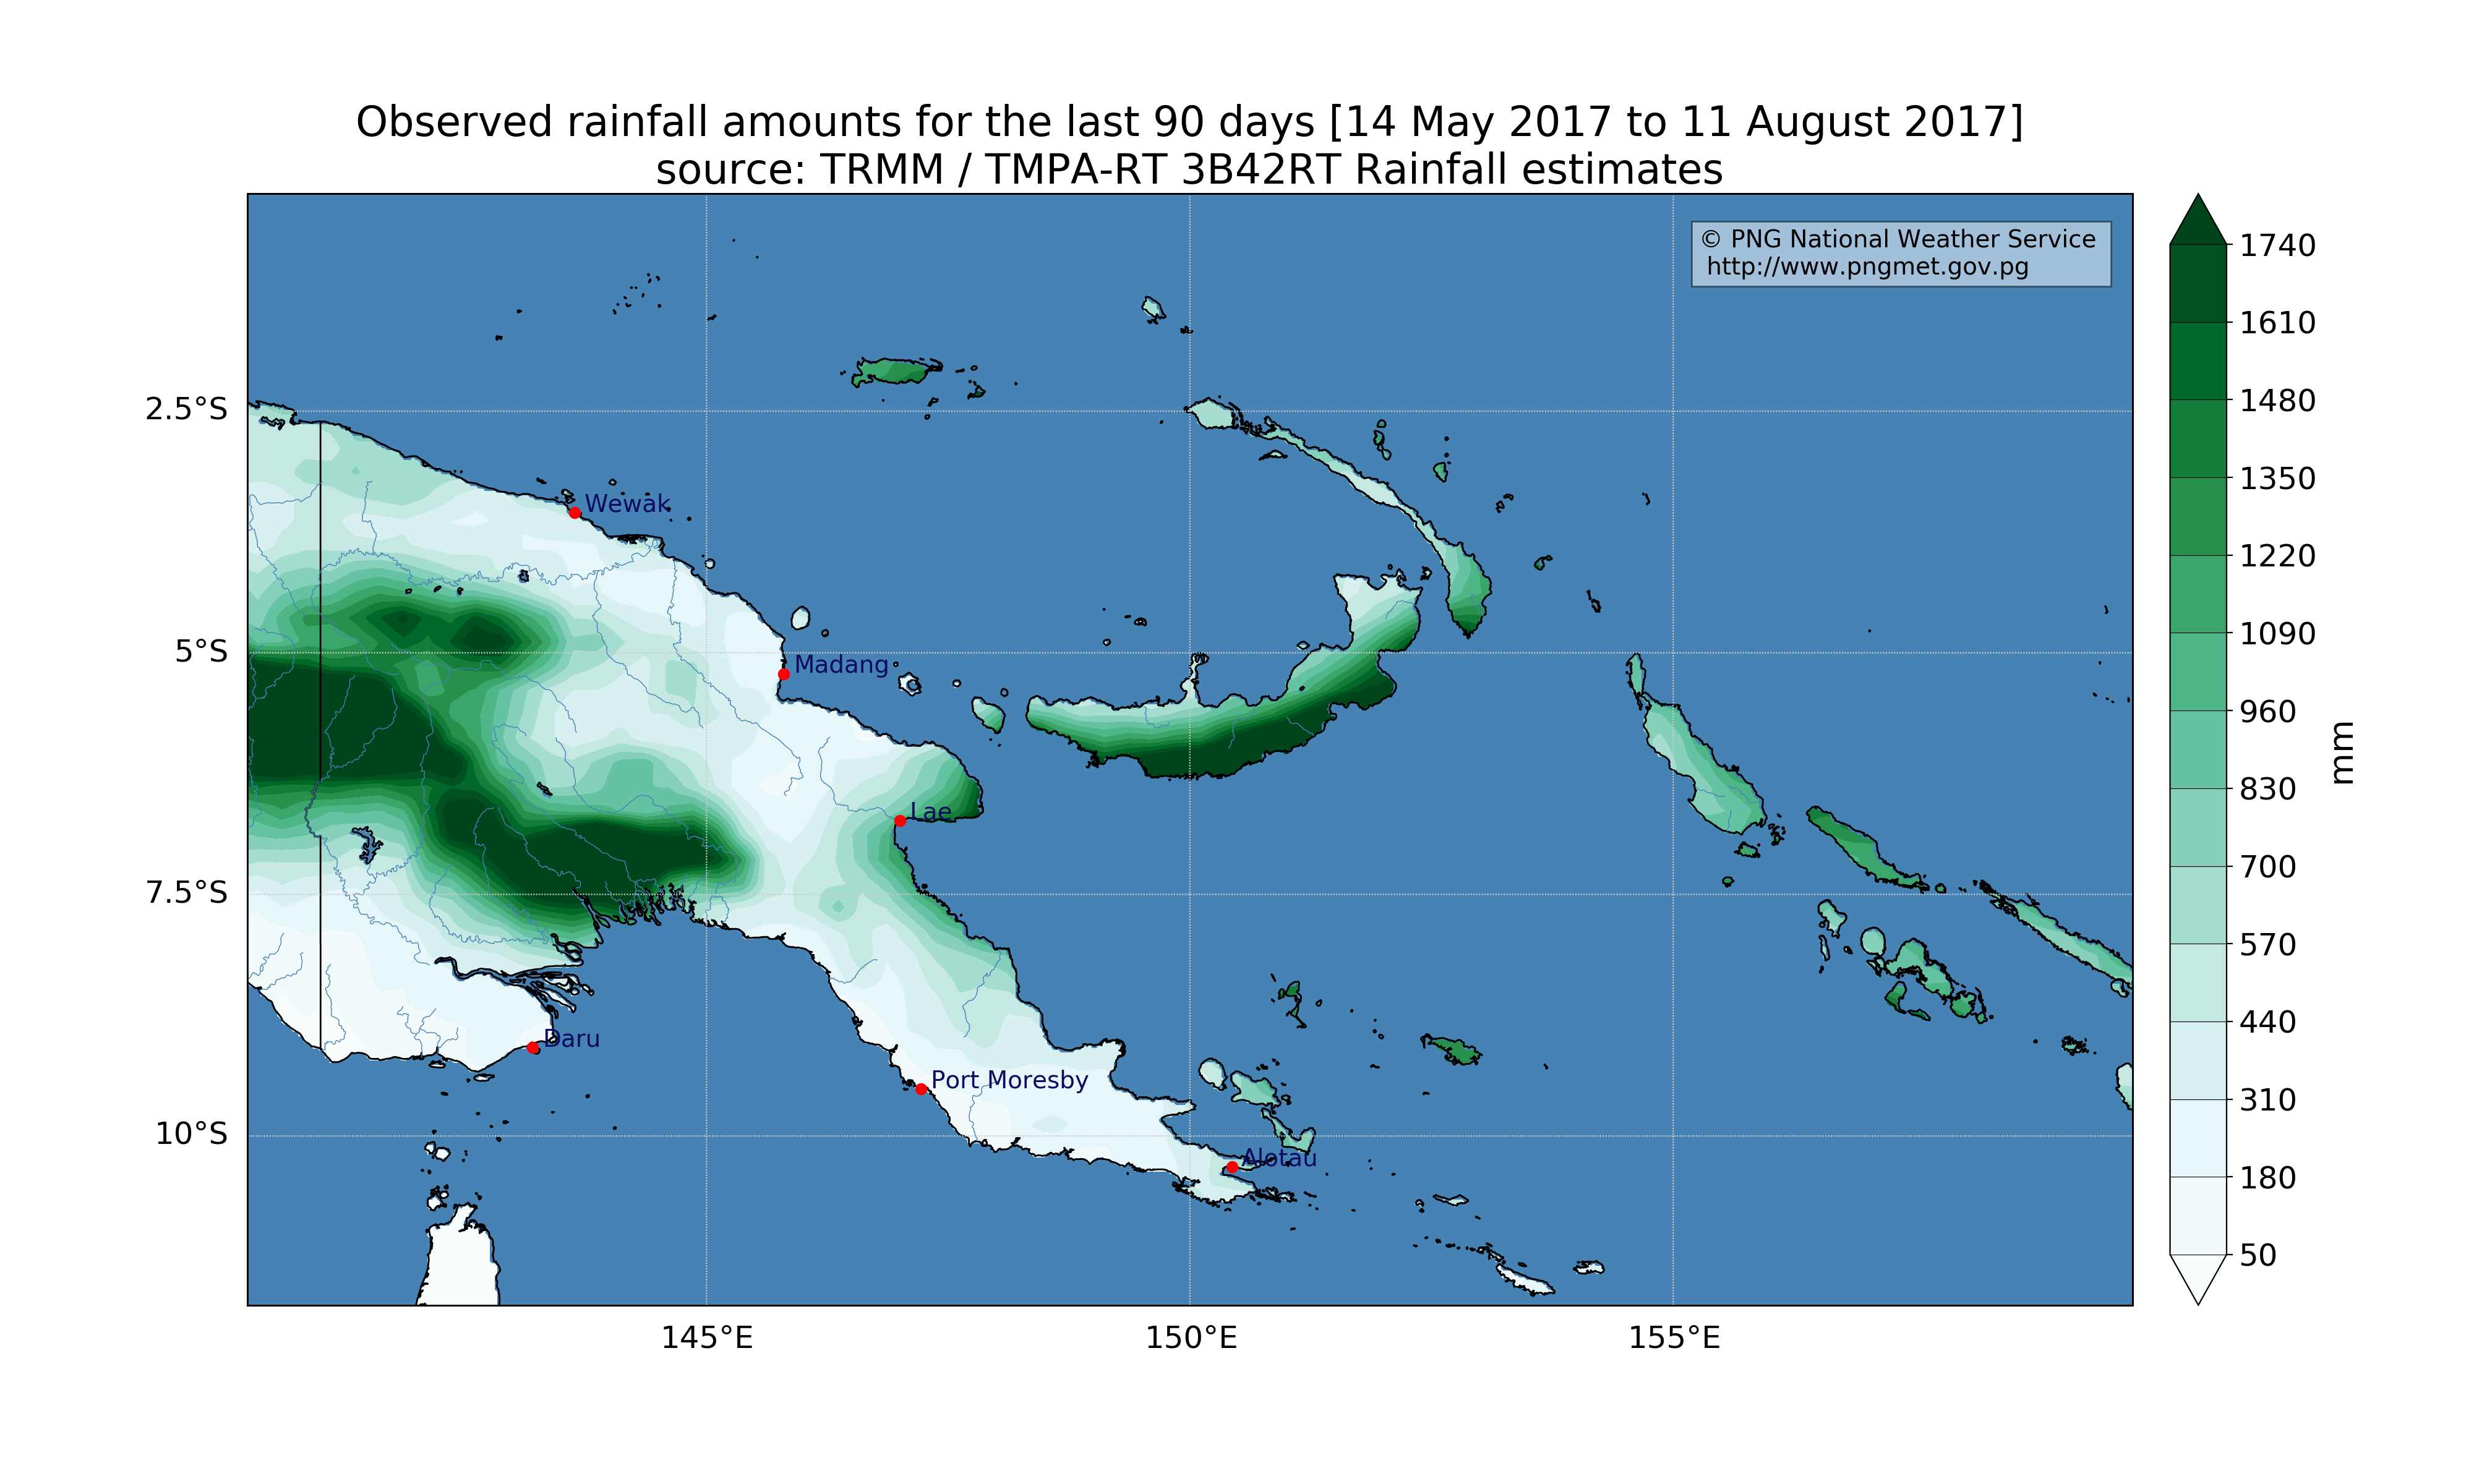 Observed rainfall amounts for the last 90 days [14 May 2017 to 11 August 2017]
source: TRMM / TMPA-RT 3B42RT Rainfall estimates
© PNG National Weather Service
http://www.pngmet.gov.pg
2.5°S
5°S
7.5°S
10°S
145°E
150°E
155°E
Wewak
Madang
Lae
Daru
Port Moresby
Alotau
1740
1610
1480
1350
1220
1090
960
830
700
570
440
310
180
50
mm